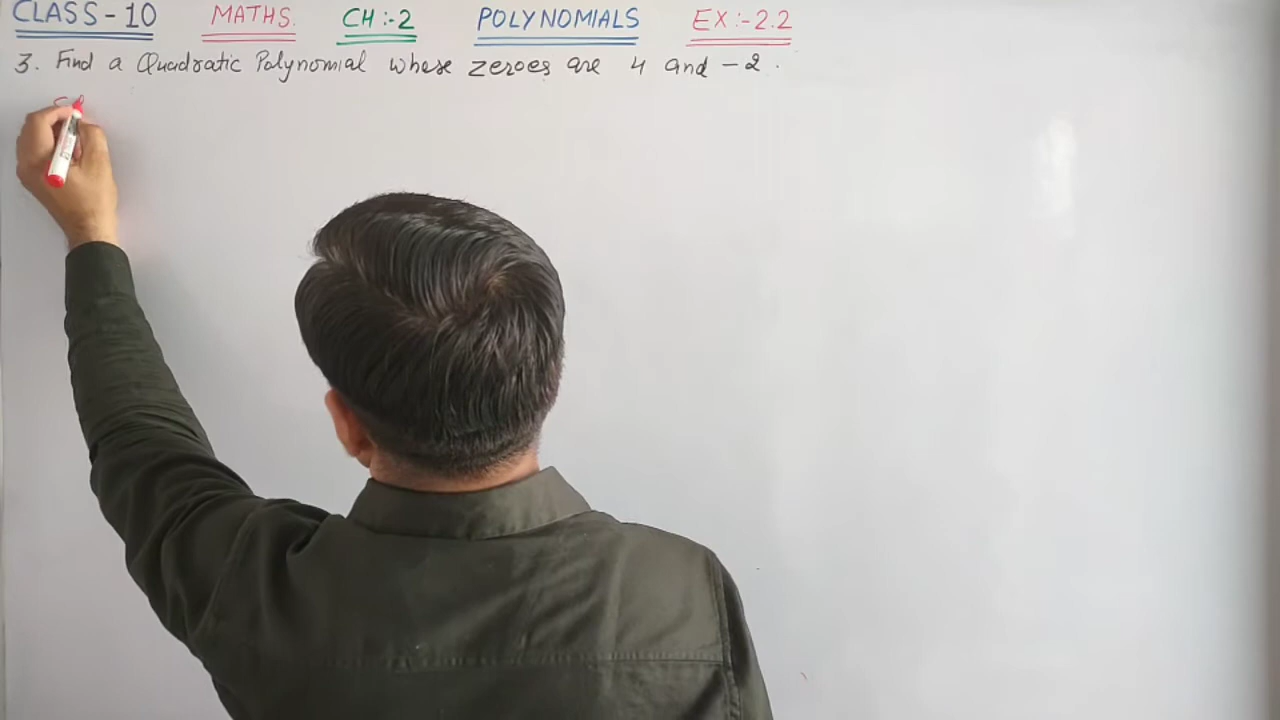 CLASS-10 MATHS. CH:-2 POLYNOMIALS EX:-2.2
3. Find a Quadratic Polynomial whose zeroes are 4 and -2.